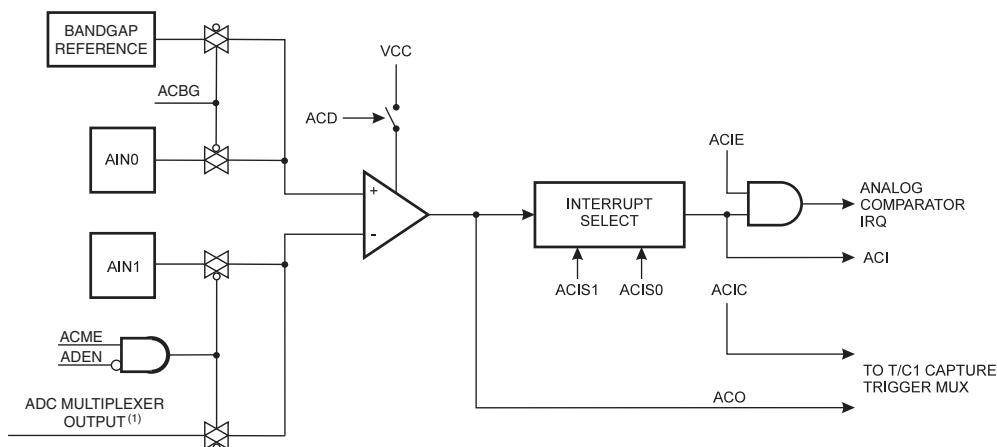 BANDGAP
REFERENCE
ACBG
AIN0
VCC
ACD
+
-
AIN1
ACME
ADEN
ADC MULTIPLEXER
OUTPUT (1)
INTERRUPT
SELECT
ACIS1
ACIS0
ACIE
ANALOG
COMPARATOR
IRQ
ACI
ACIC
TO T/C1 CAPTURE
TRIGGER MUX
ACO